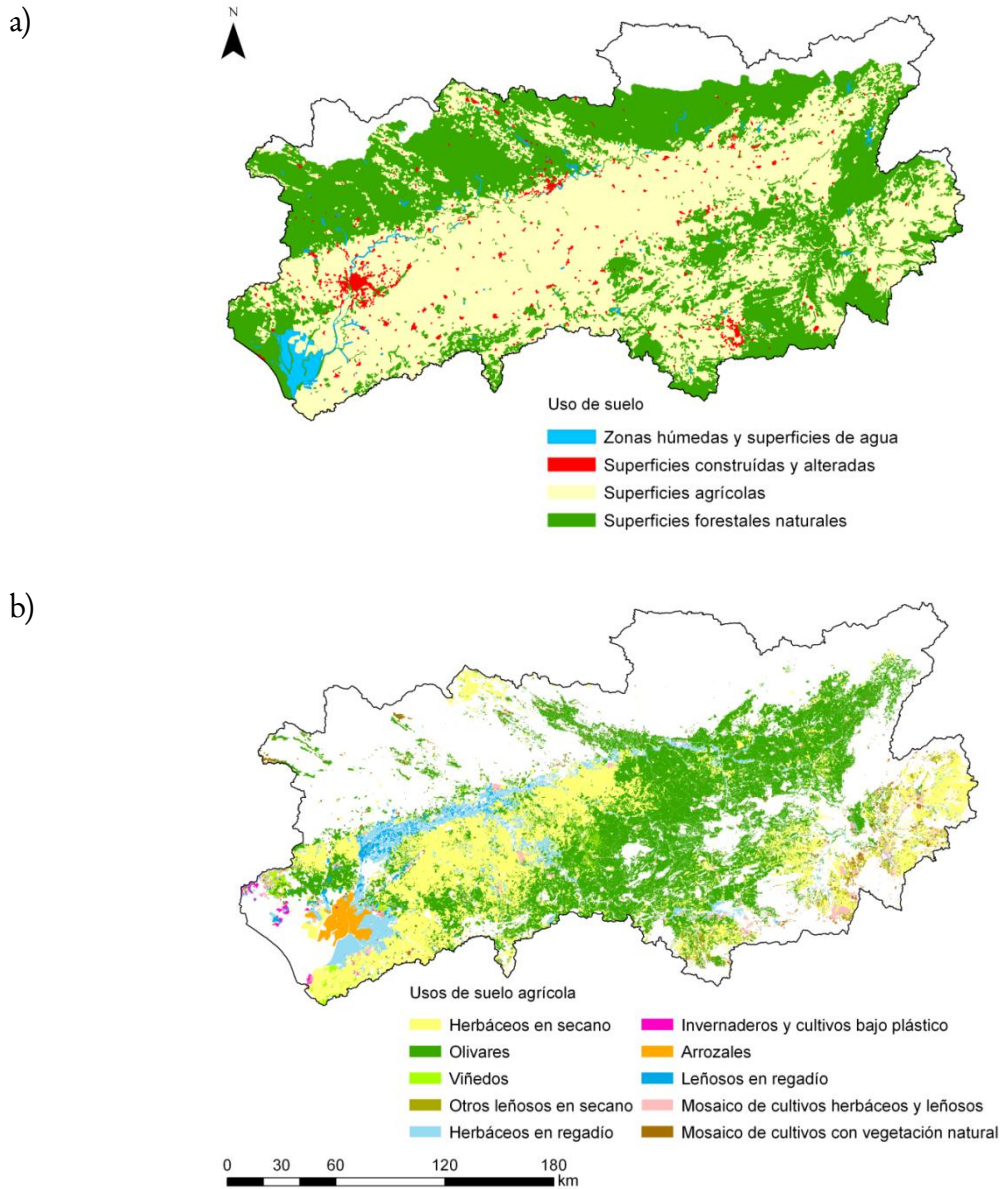 a)
N
Uso de suelo
Zonas húmedas y superficies de agua
Superficies construídas y alteradas
Superficies agrícolas
Superficies forestales naturales
b)
Usos de suelo agrícola
Herbáceos en secano
Olivares
Viñedos
Otros leñosos en secano
Herbáceos en regadío
Invernaderos y cultivos bajo plástico
Arrozales
Leñosos en regadío
Mosaico de cultivos herbáceos y leñosos
Mosaico de cultivos con vegetación natural
0 30 60 120 180
km